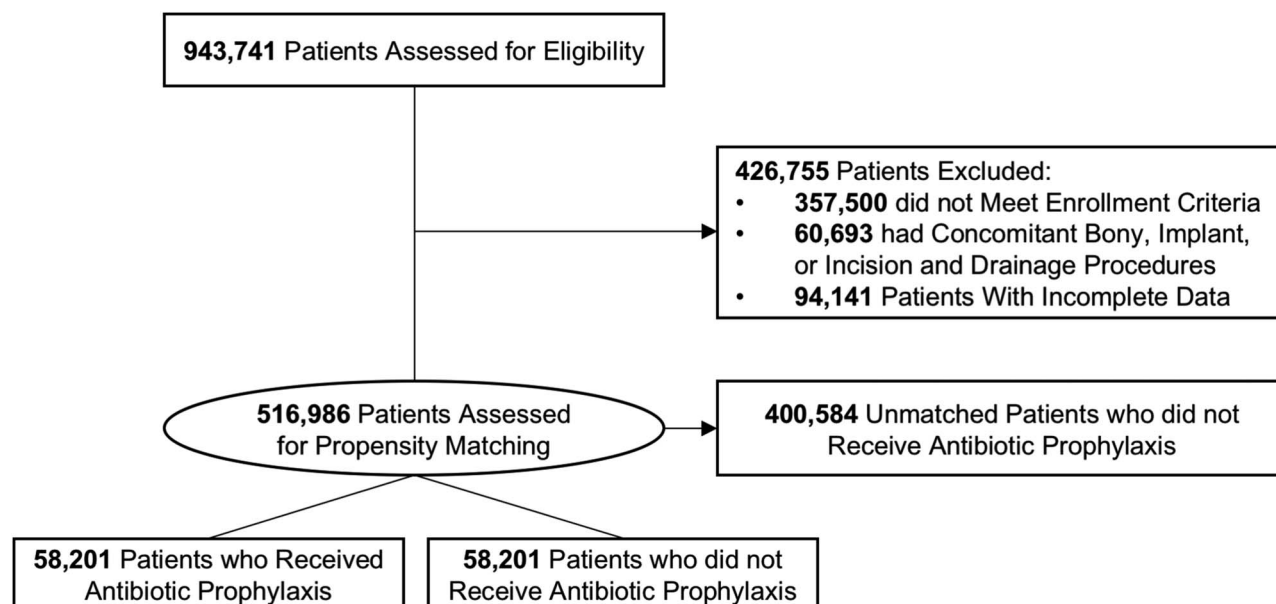 943,741 Patients Assessed for Eligibility
426,755 Patients Excluded:
• 357,500 did not Meet Enrollment Criteria
• 60,693 had Concomitant Bony, Implant,
or Incision and Drainage Procedures
• 94,141 Patients With Incomplete Data
516,986 Patients Assessed
for Propensity Matching
400,584 Unmatched Patients who did not
Receive Antibiotic Prophylaxis
58,201 Patients who Received
Antibiotic Prophylaxis
58,201 Patients who did not
Receive Antibiotic Prophylaxis